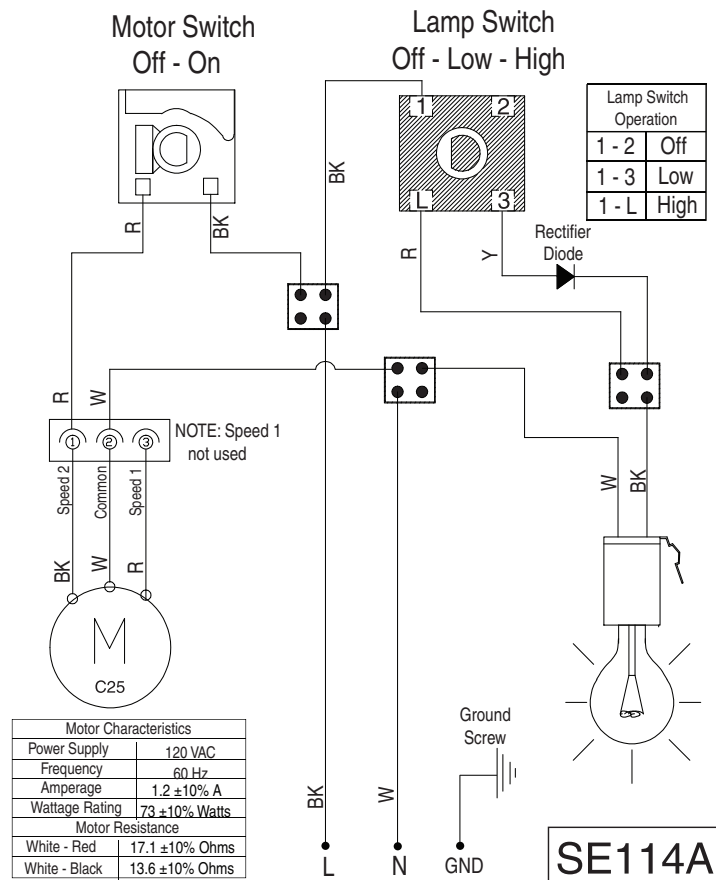 Motor Switch
Off - On
Lamp Switch
Off - Low - High
1
2
L
3
Lamp Switch
Operation
1 - 2 Off
1 - 3 Low
1 - L High
BK
R
BK
R
Y
Rectifier
Diode
R
W
1
2
3
NOTE: Speed 1
not used
Speed 2
Common
Speed 1
W
BK
BK
W
R
M
C25
Motor Characteristics
Power Supply 120 VAC
Frequency 60 Hz
Amperage 1.2 ±10% A
Wattage Rating 73 ±10% Watts
Motor Resistance
White - Red 17.1 ±10% Ohms
White - Black 13.6 ±10% Ohms
BK
W
Ground
Screw
L
N
GND
SE114A